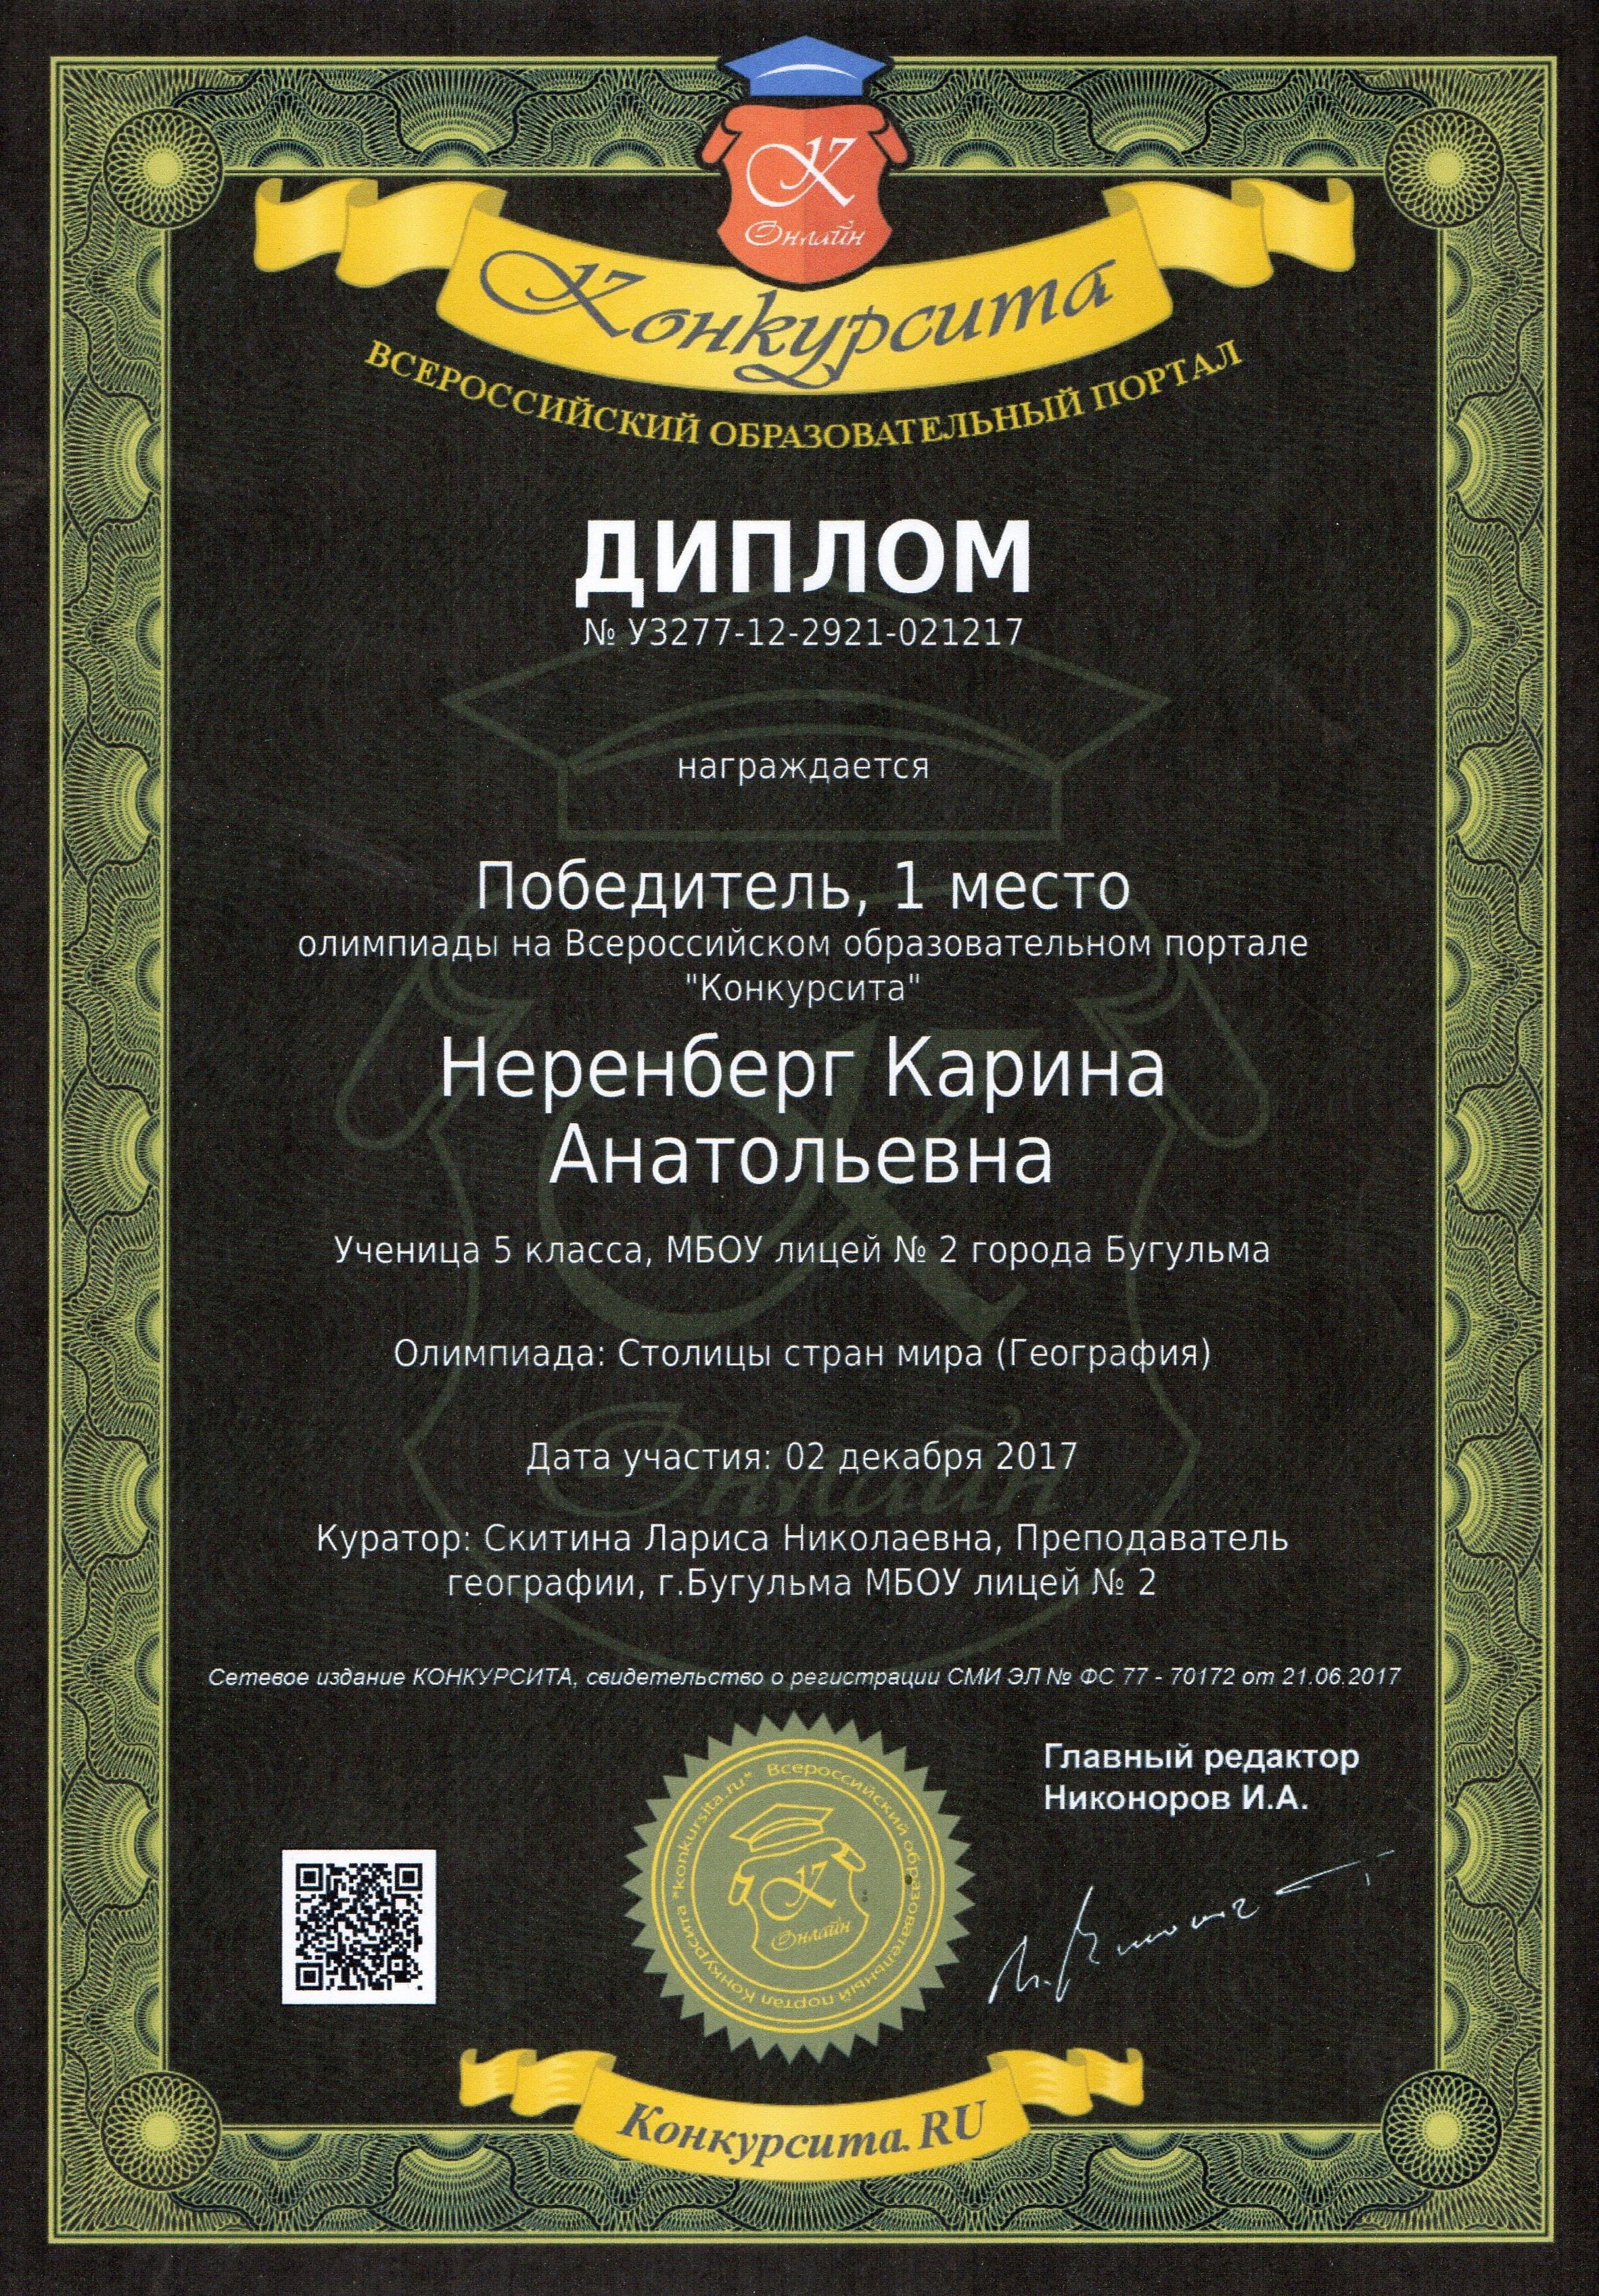 К
Онлайн
Конкурсита
ВСЕРОССИЙСКИЙ ОБРАЗОВАТЕЛЬНЫЙ ПОРТАЛ
ДИПЛОМ
№ У3277-12-2921-021217
награждается
Победитель, 1 место
олимпиады на Всероссийском образовательном портале
"Конкурсита"
Неренберг Карина
Анатольевна
Ученица 5 класса, МБОУ лицей № 2 города Бугульма
Олимпиада: Столицы стран мира (География)
Дата участия: 02 декабря 2017
Куратор: Скитина Лариса Николаевна, Преподаватель
географии, г.Бугульма МБОУ лицей № 2
Сетевое издание КОНКУРСИТА, свидетельство о регистрации СМИ ЭЛ № ФС 77 - 70172 от 21.06.2017
Главный редактор
Никоноров И.А.
Всероссийский образовательный портал Конкурсита *konkursita.ru*
К
Онлайн
Конкурсита.RU